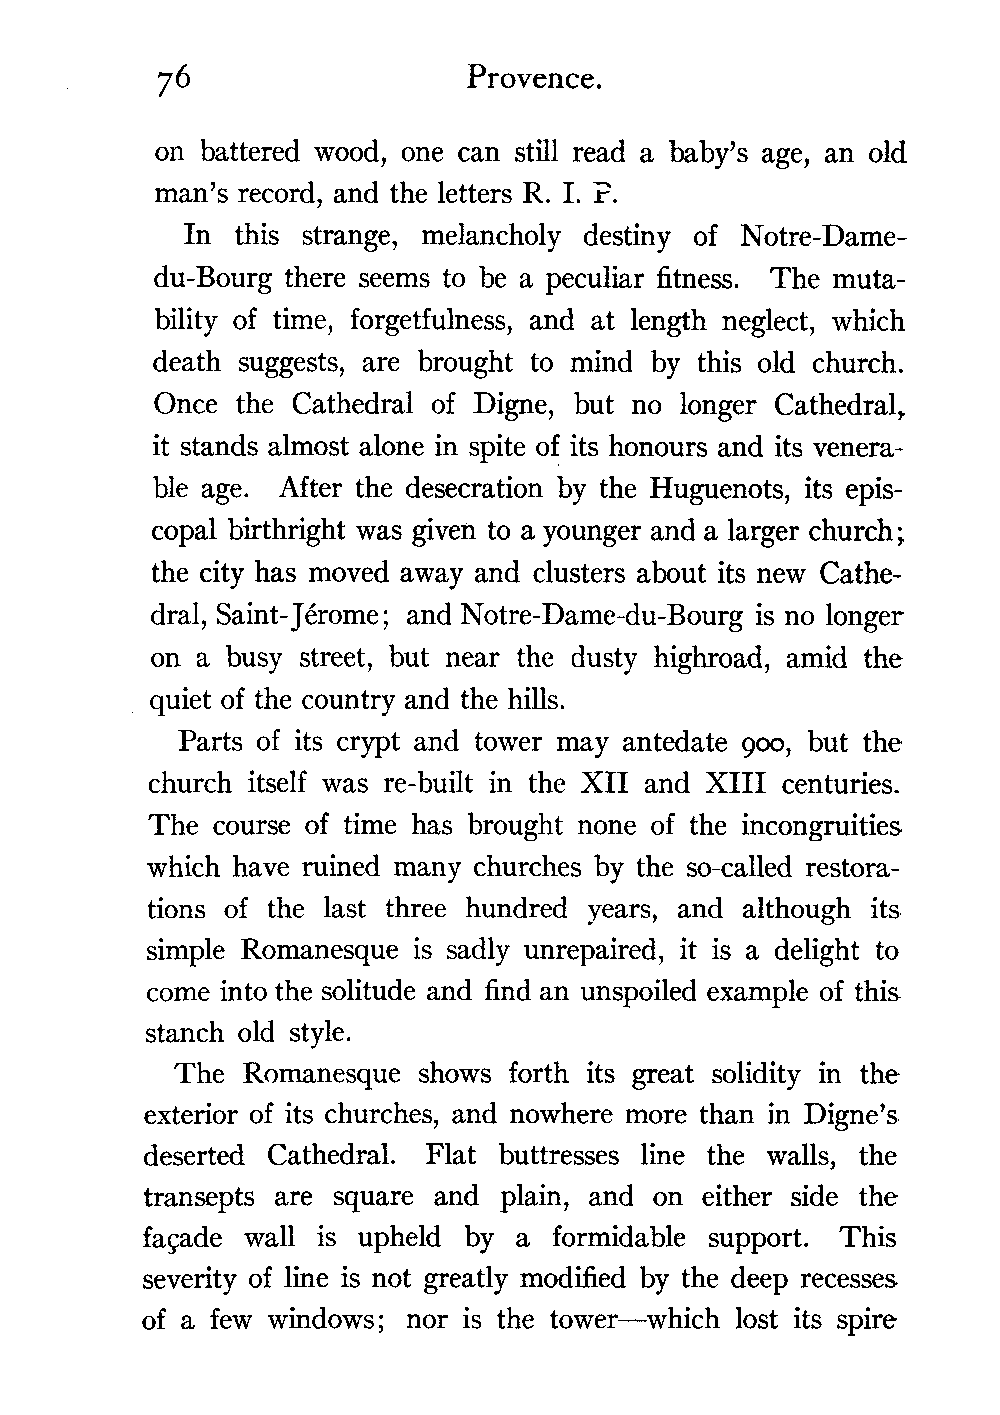 76 Provence.
on battered wood, one can still read a baby's age, an old
man's record, and the letters R. I. P.
In this strange, melancholy destiny of Notre-Dame-
du-Bourg there seems to be a peculiar fitness. The muta-
bility of time, forgetfulness, and at length neglect, which
death suggests, are brought to mind by this old church.
Once the Cathedral of Digne, but no longer Cathedral,
it stands almost alone in spite of its honours and its venera-
ble age. After the desecration by the Huguenots, its epis-
copal birthright was given to a younger and a larger church;
the city has moved away and clusters about its new Cathe-
dral, Saint-Jérome; and Notre-Dame-du-Bourg is no longer
on a busy street, but near the dusty highroad, amid the
quiet of the country and the hills.
Parts of its crypt and tower may antedate 900, but the
church itself was re-built in the XII and XIII centuries.
The course of time has brought none of the incongruities
which have ruined many churches by the so-called restora-
tions of the last three hundred years, and although its
simple Romanesque is sadly unrepaired, it is a delight to
come into the solitude and find an unspoiled example of this
stanch old style.
The Romanesque shows forth its great solidity in the
exterior of its churches, and nowhere more than in Digne's
deserted Cathedral. Flat buttresses line the walls, the
transepts are square and plain, and on either side the
façade wall is upheld by a formidable support. This
severity of line is not greatly modified by the deep recesses
of a few windows; nor is the tower—which lost its spire